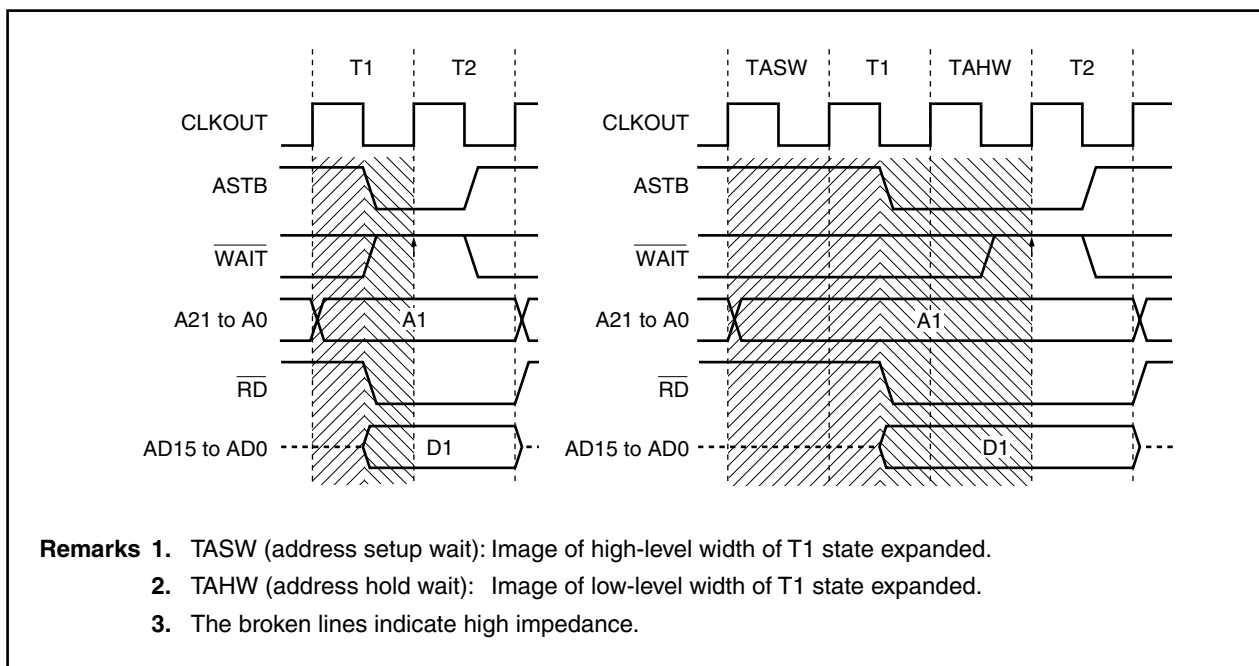 T1 T2 TASW T1 TAHW T2
CLKOUT CLKOUT
ASTB ASTB
WAIT WAIT
A21 to A0 A1 A21 to A0 A1
RD RD
AD15 to AD0 D1 AD15 to AD0 D1
Remarks 1. TASW (address setup wait): Image of high-level width of T1 state expanded.
2. TAHW (address hold wait): Image of low-level width of T1 state expanded.
3. The broken lines indicate high impedance.